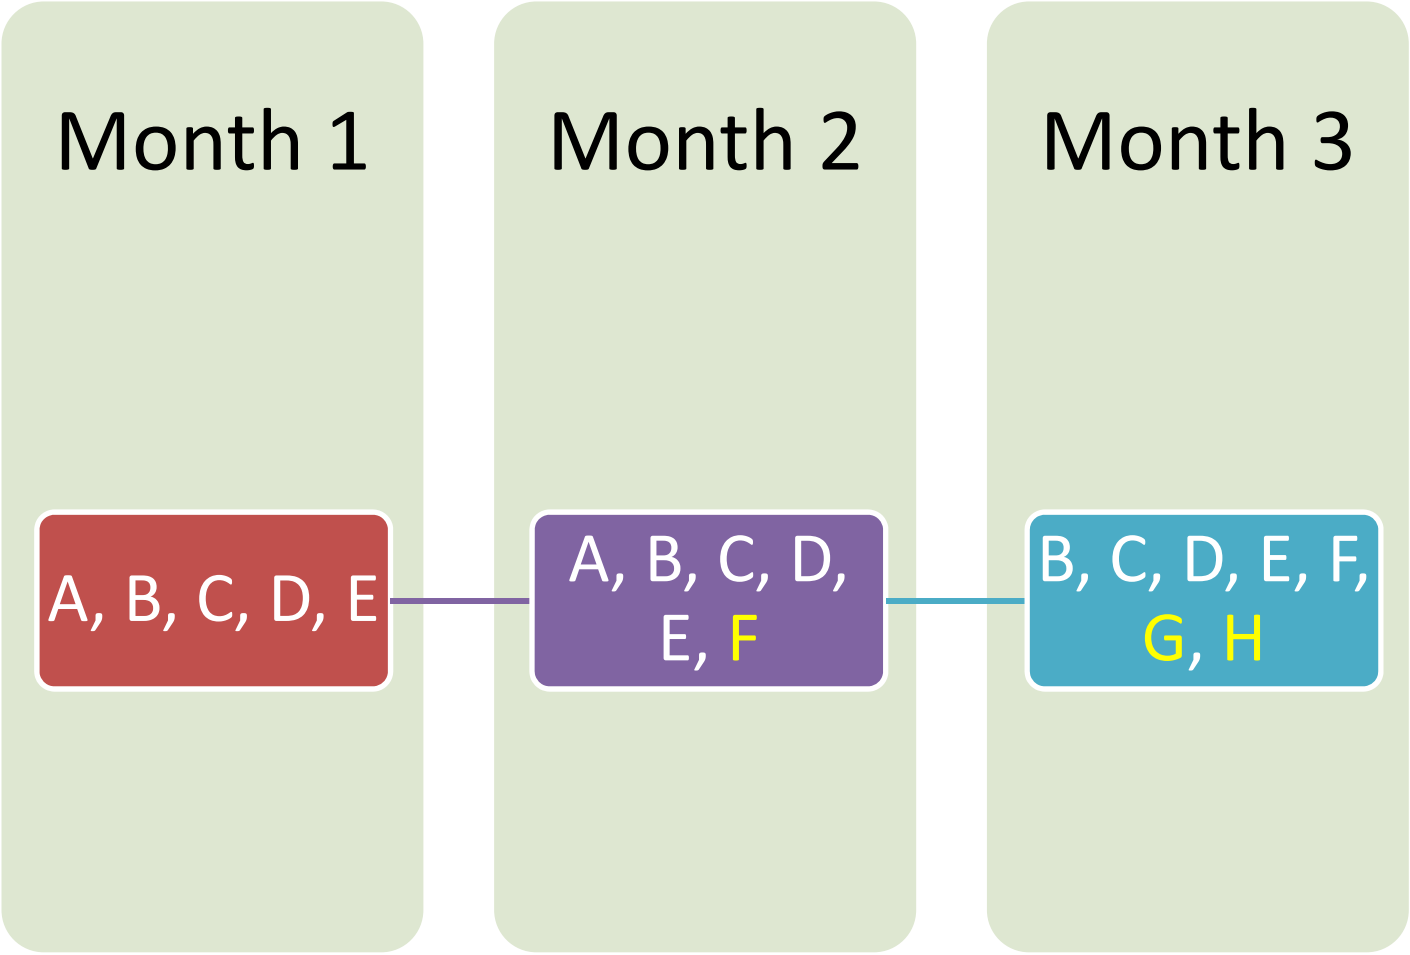 Month 1
Month 2
Month 3
A, B, C, D, E
A, B, C, D,
E, F
B, C, D, E, F,
G, H